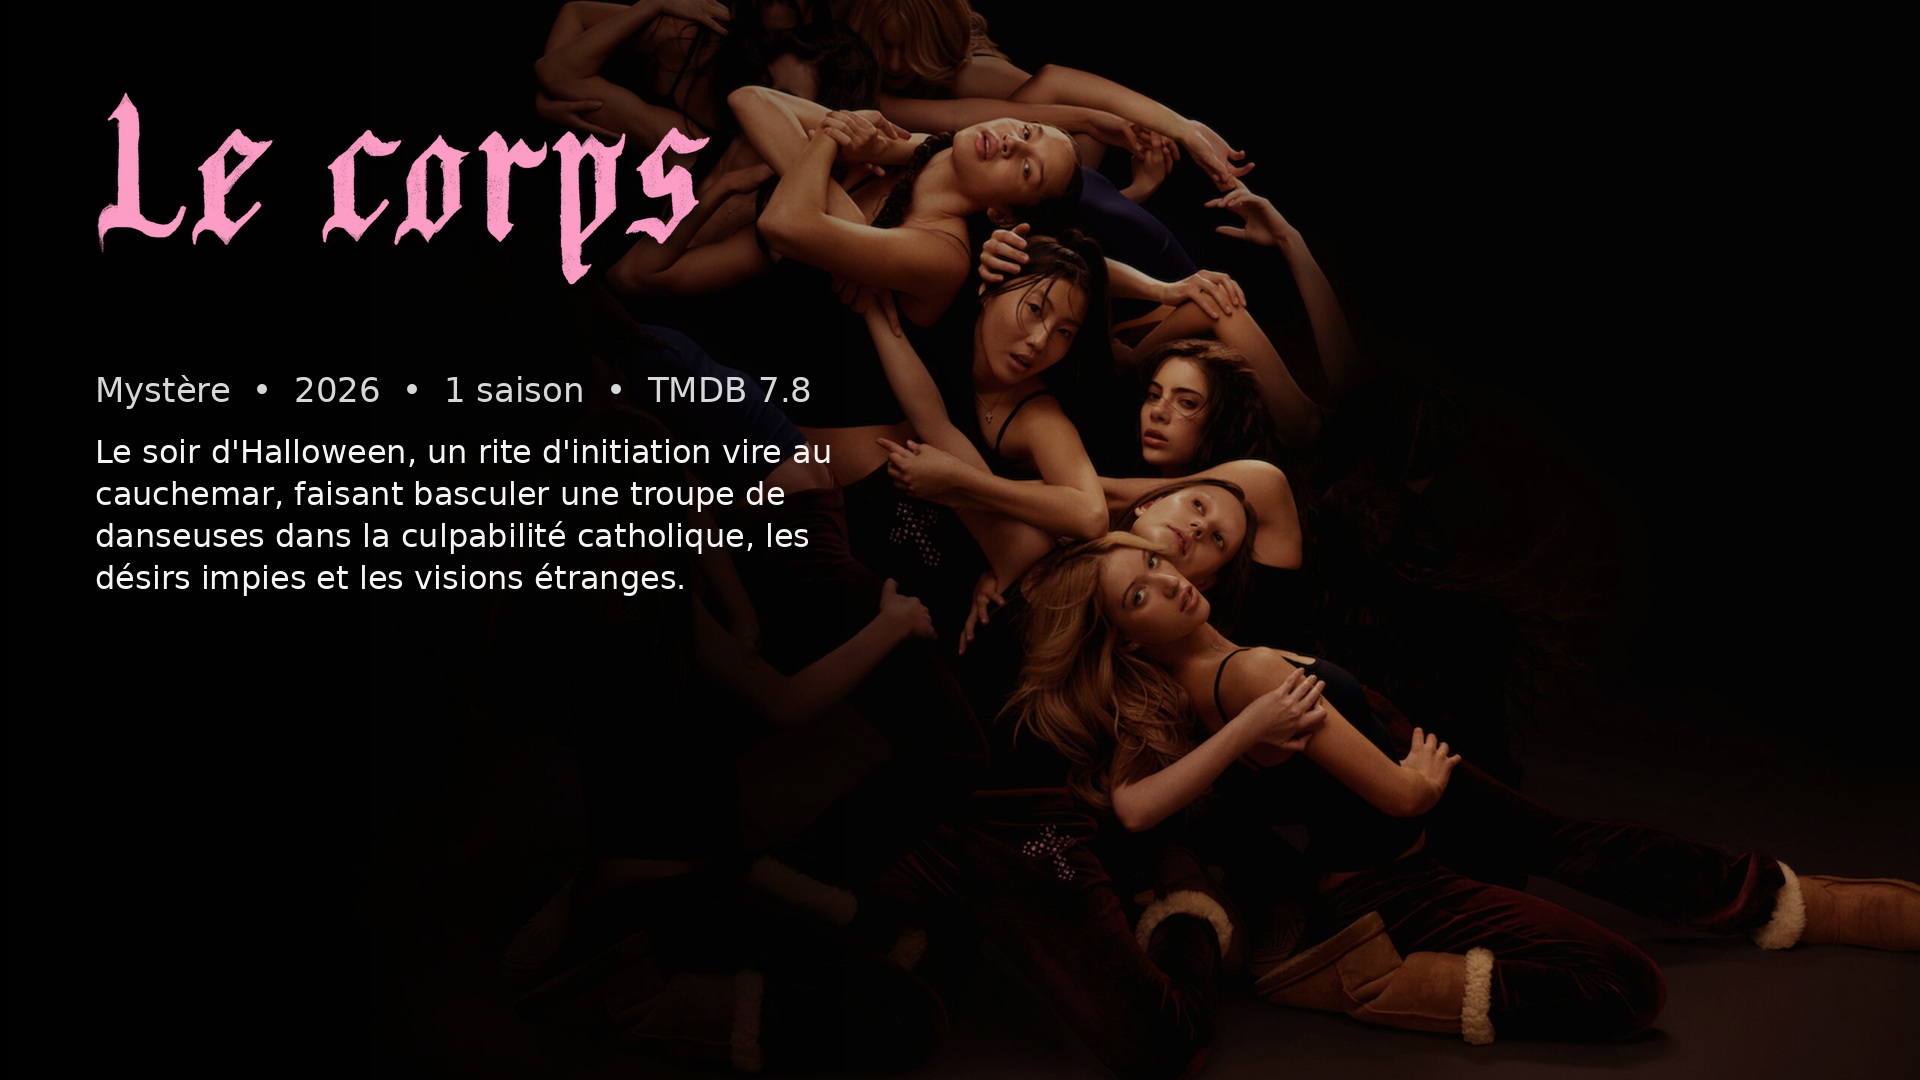 Le corps
Mystère • 2026 • 1 saison • TMDB 7.8
Le soir d'Halloween, un rite d'initiation vire au
cauchemar, faisant basculer une troupe de
danseuses dans la culpabilité catholique, les
désirs impies et les visions étranges.